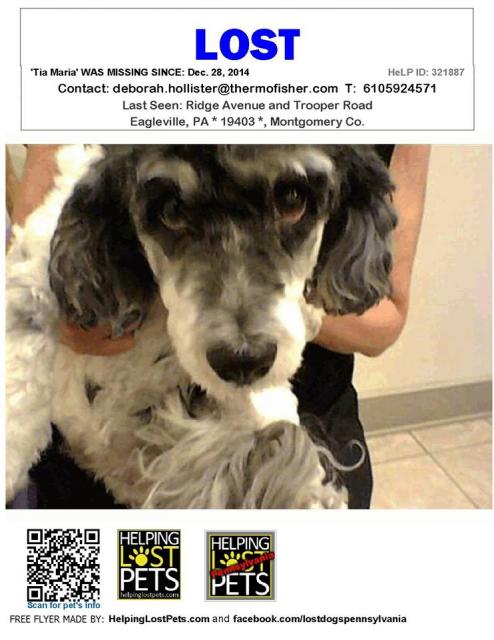 LOST
'Tia Maria' WAS MISSING SINCE: Dec. 28, 2014 HeLP ID: 321887
Contact: deborah.hollister@thermofisher.com T: 6105924571
Last Seen: Ridge Avenue and Trooper Road
Eagleville, PA * 19403 *, Montgomery Co.
HELPING
LOST
PETS
helpinglostpets.com
HELPING
LOST
Pennsylvania
PETS
Scan for pet's info
FREE FLYER MADE BY: HelpingLostPets.com and facebook.com/lostdogspennsylvania